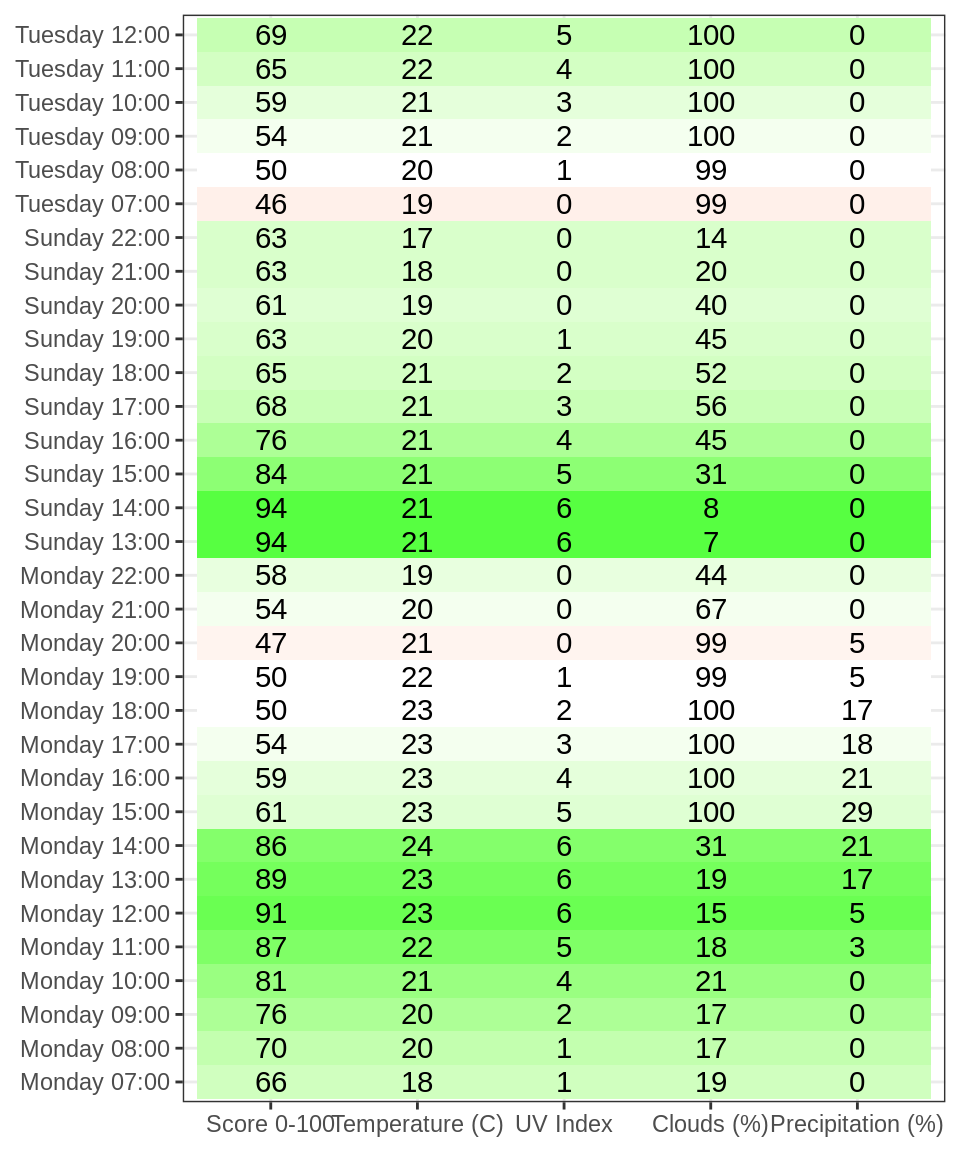 Tuesday 12:00 69 22 5 100 0
Tuesday 11:00 65 22 4 100 0
Tuesday 10:00 59 21 3 100 0
Tuesday 09:00 54 21 2 100 0
Tuesday 08:00 50 20 1 99 0
Tuesday 07:00 46 19 0 99 0
Sunday 22:00 63 17 0 14 0
Sunday 21:00 63 18 0 20 0
Sunday 20:00 61 19 0 40 0
Sunday 19:00 63 20 1 45 0
Sunday 18:00 65 21 2 52 0
Sunday 17:00 68 21 3 56 0
Sunday 16:00 76 21 4 45 0
Sunday 15:00 84 21 5 31 0
Sunday 14:00 94 21 6 8 0
Sunday 13:00 94 21 6 7 0
Monday 22:00 58 19 0 44 0
Monday 21:00 54 20 0 67 0
Monday 20:00 47 21 0 99 5
Monday 19:00 50 22 1 99 5
Monday 18:00 50 23 2 100 17
Monday 17:00 54 23 3 100 18
Monday 16:00 59 23 4 100 21
Monday 15:00 61 23 5 100 29
Monday 14:00 86 24 6 31 21
Monday 13:00 89 23 6 19 17
Monday 12:00 91 23 6 15 5
Monday 11:00 87 22 5 18 3
Monday 10:00 81 21 4 21 0
Monday 09:00 76 20 2 17 0
Monday 08:00 70 20 1 17 0
Monday 07:00 66 18 1 19 0
Score 0-100 Temperature (C) UV Index Clouds (%) Precipitation (%)